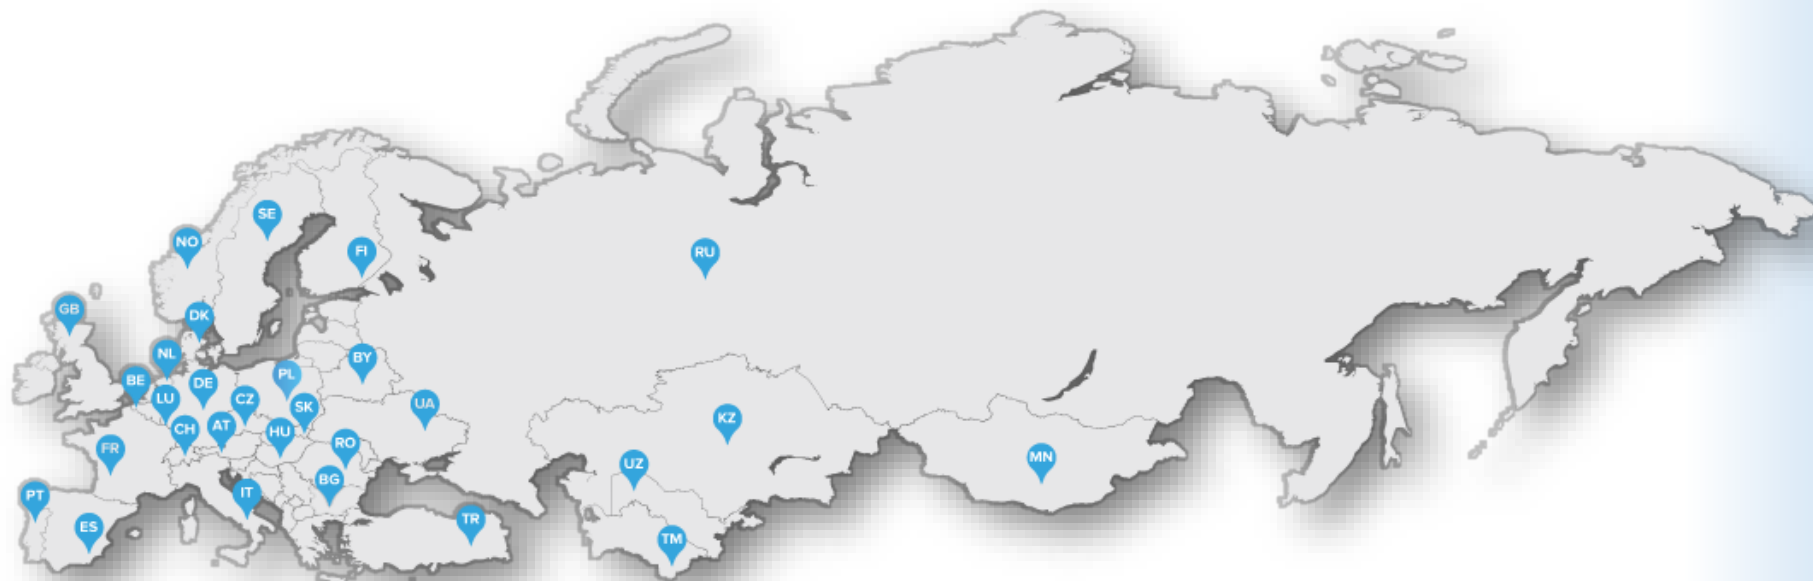 SE
NO
FI
RU
GB
DK
NL
BY
PL
BE
DE
LU
CZ
SK
UA
KZ
CH
AT
HU
RO
FR
MN
UZ
BG
PT
IT
ES
TR
TM